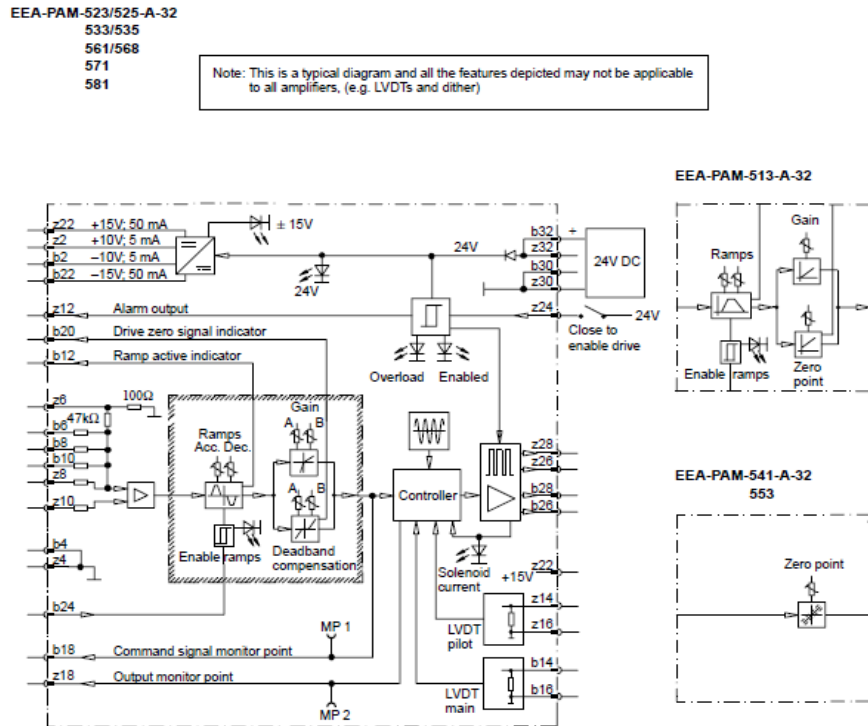 EEA-PAM-523/525-A-32
533/535
561/568
571
581
Note: This is a typical diagram and all the features depicted may not be applicable
to all amplifiers, (e.g. LVDTs and dither)
EEA-PAM-513-A-32
Gain
Ramps
Enable ramps
Zero
point
z22 +15V; 50 mA
z2 +10V; 5 mA
b2 –10V; 5 mA
b22 –15V; 50 mA
± 15V
24V
24V
b32 +
z32
b30
z30
24V DC
z12 Alarm output
z24
24V
Close to
enable drive
b20 Drive zero signal indicator
b12 Ramp active indicator
Overload
Enabled
z6
100Ω
47kΩ
b6
b8
b10
z8
z10
Ramps
Acc. Dec.
Gain
A B
A B
Enable ramps
Deadband
compensation
Controller
z28
z26
b28
b26
b4
z4
Solenoid
current
z22
+15V
z14
z16
LVDT
pilot
b24
MP 1
b18 Command signal monitor point
z18 Output monitor point
MP 2
b14
b16
LVDT
main
EEA-PAM-541-A-32
553
Zero point